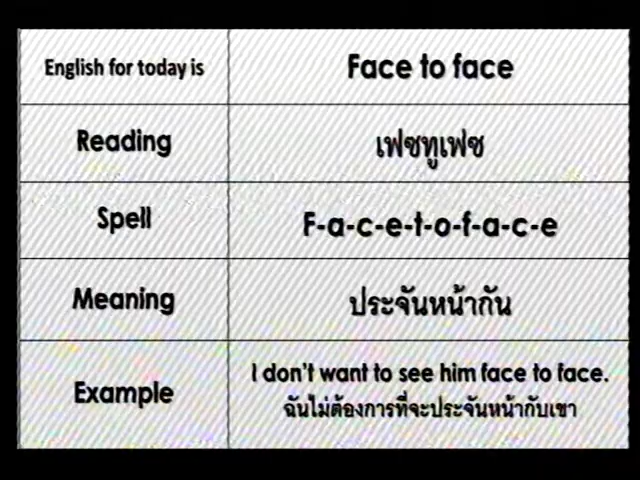 English for today is
Face to face
Reading
เฟซทูเฟซ
Spell
F-a-c-e-t-o-f-a-c-e
Meaning
ประจันหน้ากัน
Example
I don't want to see him face to face.
ฉันไม่ต้องการที่จะประจันหน้ากับเขา